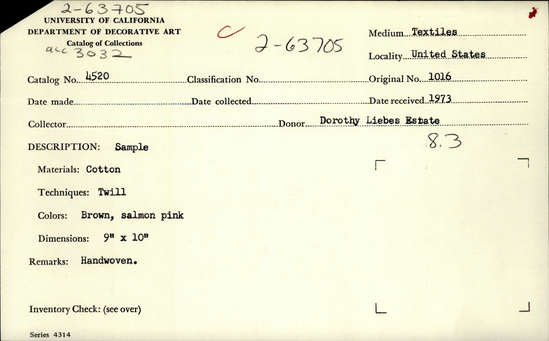 2-63705
UNIVERSITY OF CALIFORNIA
DEPARTMENT OF DECORATIVE ART
Catalog of Collections
acc 3032
C
2-63705
Medium Textiles
Locality United States
Catalog No. 4520 Classification No. Original No. 1016
Date made Date collected Date received 1973
Collector Donor Dorothy Liebes Estate
8.3
DESCRIPTION: Sample
Materials: Cotton
Techniques: Twill
Colors: Brown, salmon pink
Dimensions: 9" x 10"
Remarks: Handwoven.
Inventory Check: (see over)
Series 4314